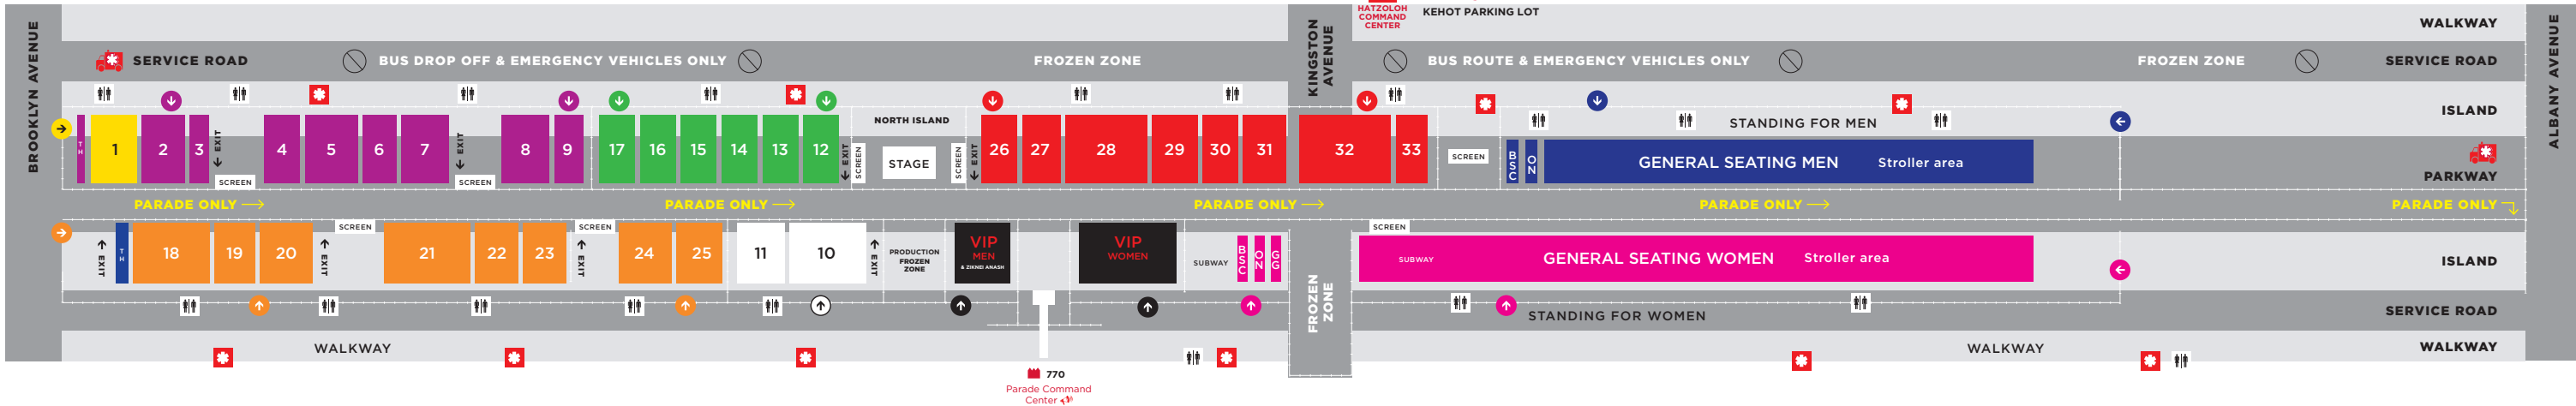 HATZOLOH
COMMAND
CENTER
KEHOT PARKING LOT
WALKWAY
BROOKLYN AVENUE
KINGSTON
AVENUE
ALBANY AVENUE
SERVICE ROAD
BUS DROP OFF & EMERGENCY VEHICLES ONLY
FROZEN ZONE
BUS ROUTE & EMERGENCY VEHICLES ONLY
FROZEN ZONE
SERVICE ROAD
ISLAND
NORTH ISLAND
STANDING FOR MEN
TH
1
2
3
EXIT
4
5
6
7
EXIT
8
9
17
16
15
14
13
12
EXIT
SCREEN
STAGE
SCREEN
EXIT
26
27
28
29
30
31
32
33
SCREEN
BSC
ON
GENERAL SEATING MEN
Stroller area
PARKWAY
SCREEN
SCREEN
PARADE ONLY
PARADE ONLY
PARADE ONLY
PARADE ONLY
PARADE ONLY
SCREEN
SCREEN
SCREEN
EXIT
TH
18
19
20
EXIT
21
22
23
EXIT
24
25
11
10
EXIT
PRODUCTION
FROZEN
ZONE
VIP
MEN
& ZIKNEI ANASH
VIP
WOMEN
SUBWAY
BSC
ON
GG
SUBWAY
GENERAL SEATING WOMEN
Stroller area
ISLAND
FROZEN
ZONE
STANDING FOR WOMEN
SERVICE ROAD
WALKWAY
WALKWAY
WALKWAY
770
Parade Command
Center